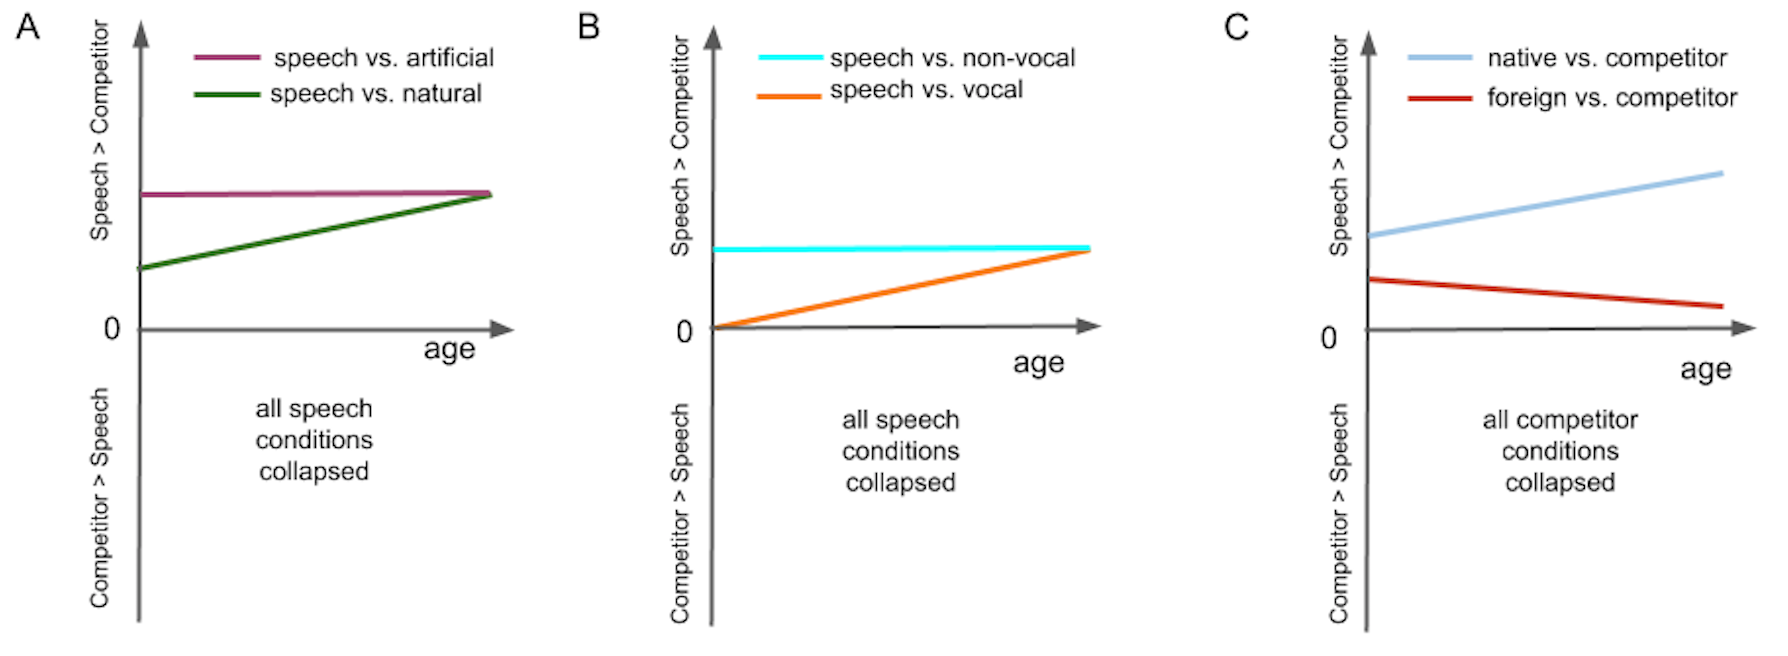 A
Speech > Competitor
speech vs. artificial
speech vs. natural
0
age
Competitor > Speech
all speech
conditions
collapsed
B
Speech > Competitor
speech vs. non-vocal
speech vs. vocal
0
age
Competitor > Speech
all speech
conditions
collapsed
C
Speech > Competitor
native vs. competitor
foreign vs. competitor
0
age
Competitor > Speech
all competitor
conditions
collapsed